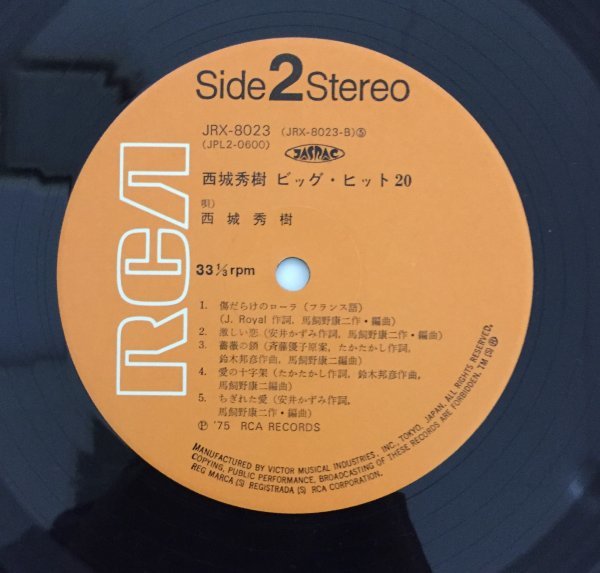 Side 2 Stereo
JRX-8023 (JRX-8023-B)⑤
(JPL2-0600) JASRAC
西城秀樹 ビッグ・ヒット20
唄)
西城秀樹
33⅓rpm
1. 傷だらけのローラ (フランス語)
(J. Royal 作詞, 馬飼野康二作・編曲)
2. 激しい恋 (安井かずみ作詞, 馬飼野康二作・編曲)
3. 薔薇の鎖 (斉藤優子原案, たかたかし作詞,
鈴木邦彦作曲, 馬飼野康二編曲)
4. 愛の十字架 (たかたかし作詞, 鈴木邦彦作曲,
馬飼野康二編曲)
5. ちぎれた愛 (安井かずみ作詞,
馬飼野康二作・編曲)
Ⓟ '75 RCA RECORDS
MANUFACTURED BY VICTOR MUSICAL INDUSTRIES, INC., TOKYO, JAPAN. ALL RIGHTS RESERVED.
COPYING, PUBLIC PERFORMANCE, BROADCASTING OF THESE RECORDS ARE FORBIDDEN. TM (S) ®
REG MARCA (S) REGISTRADA (S) RCA CORPORATION.
RCA